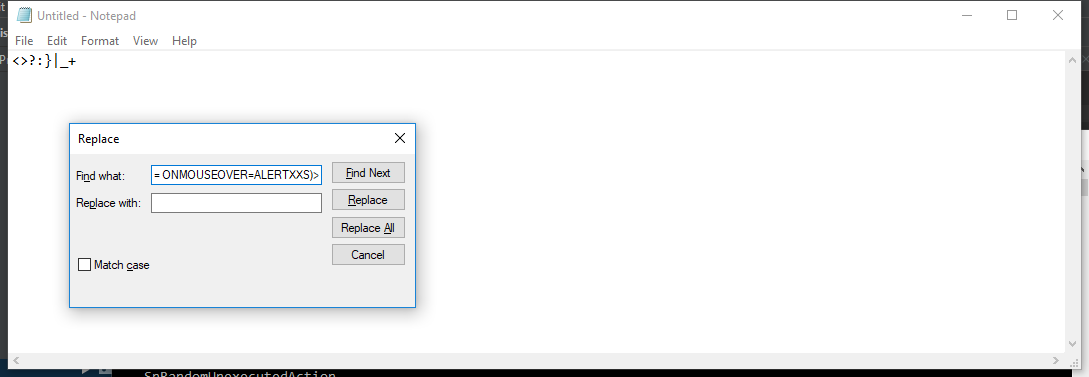 Untitled - Notepad
File Edit Format View Help
<>?:}|_+
Replace
Find what: = ONMOUSEOVER=ALERTXXS)> Find Next
Replace with: Replace
Replace All
Cancel
Match case
SnRandomUnexecutedAction